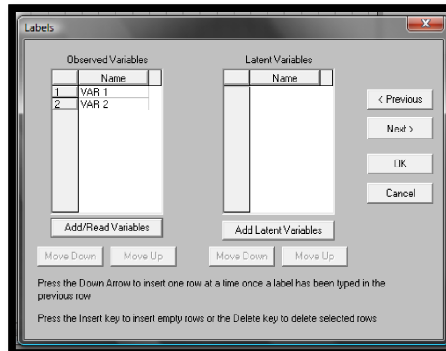 Labels
Observed Variables
Latent Variables
Name
Name
1 VAR 1
2 VAR 2
< Previous
Next >
OK
Cancel
Add/Read Variables
Add Latent Variables
Move Down Move Up
Move Down Move Up
Press the Down Arrow to insert one row at a time once a label has been typed in the
previous row
Press the Insert key to insert empty rows or the Delete key to delete selected rows